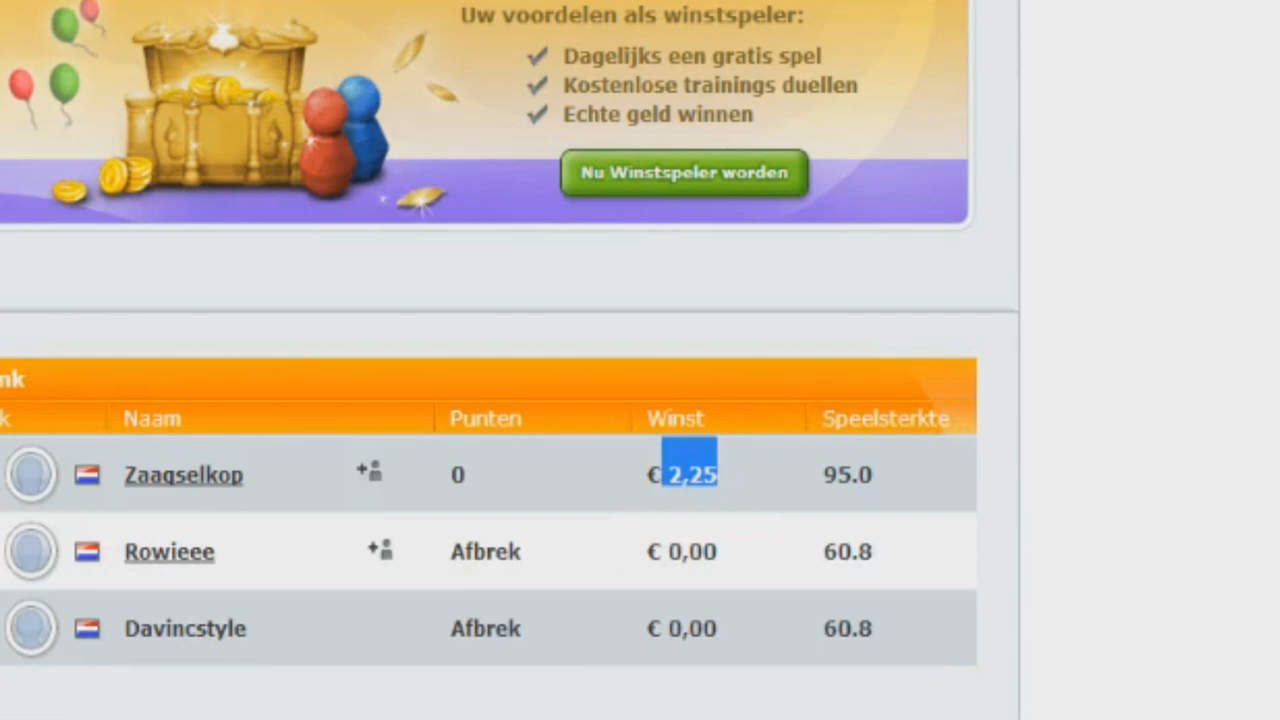 Uw voordelen als winstspeler:
Dagelijks een gratis spel
Kostenlose trainings duellen
Echte geld winnen
Nu Winstspeler worden
nk
k Naam Punten Winst Speelsterkte
Zaagselkop 0 € 2,25 95.0
Rowieee Afbrek € 0,00 60.8
Davincstyle Afbrek € 0,00 60.8